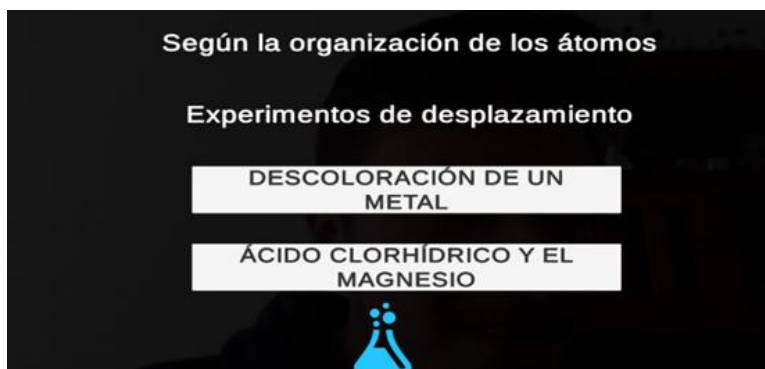 Según la organización de los átomos
Experimentos de desplazamiento
DESCOLORACIÓN DE UN
METAL
ÁCIDO CLORHÍDRICO Y EL
MAGNESIO